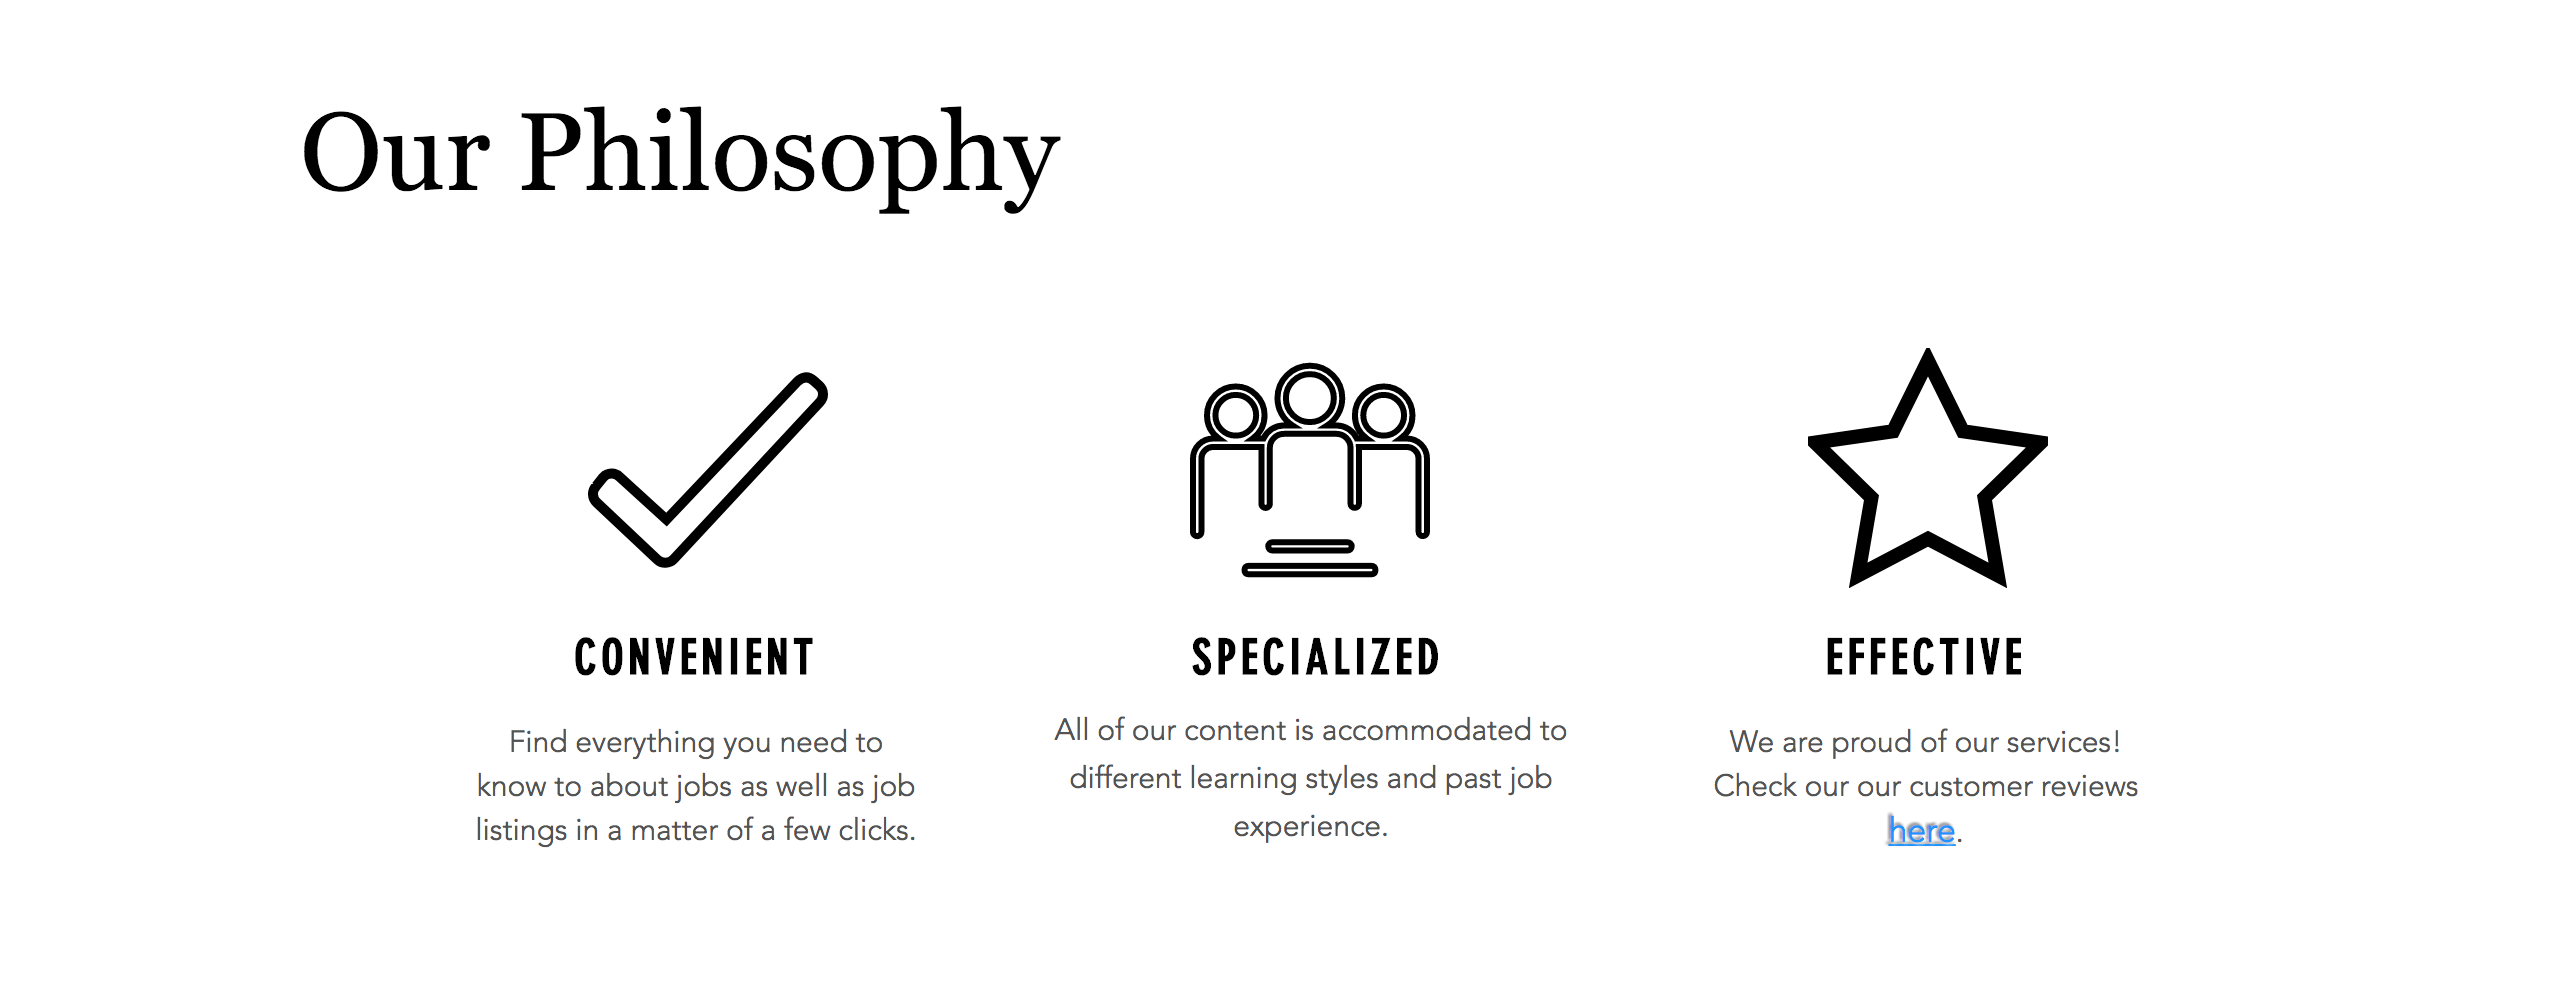 Our Philosophy
CONVENIENT
Find everything you need to
know to about jobs as well as job
listings in a matter of a few clicks.
SPECIALIZED
All of our content is accommodated to
different learning styles and past job
experience.
EFFECTIVE
We are proud of our services!
Check our our customer reviews
here.